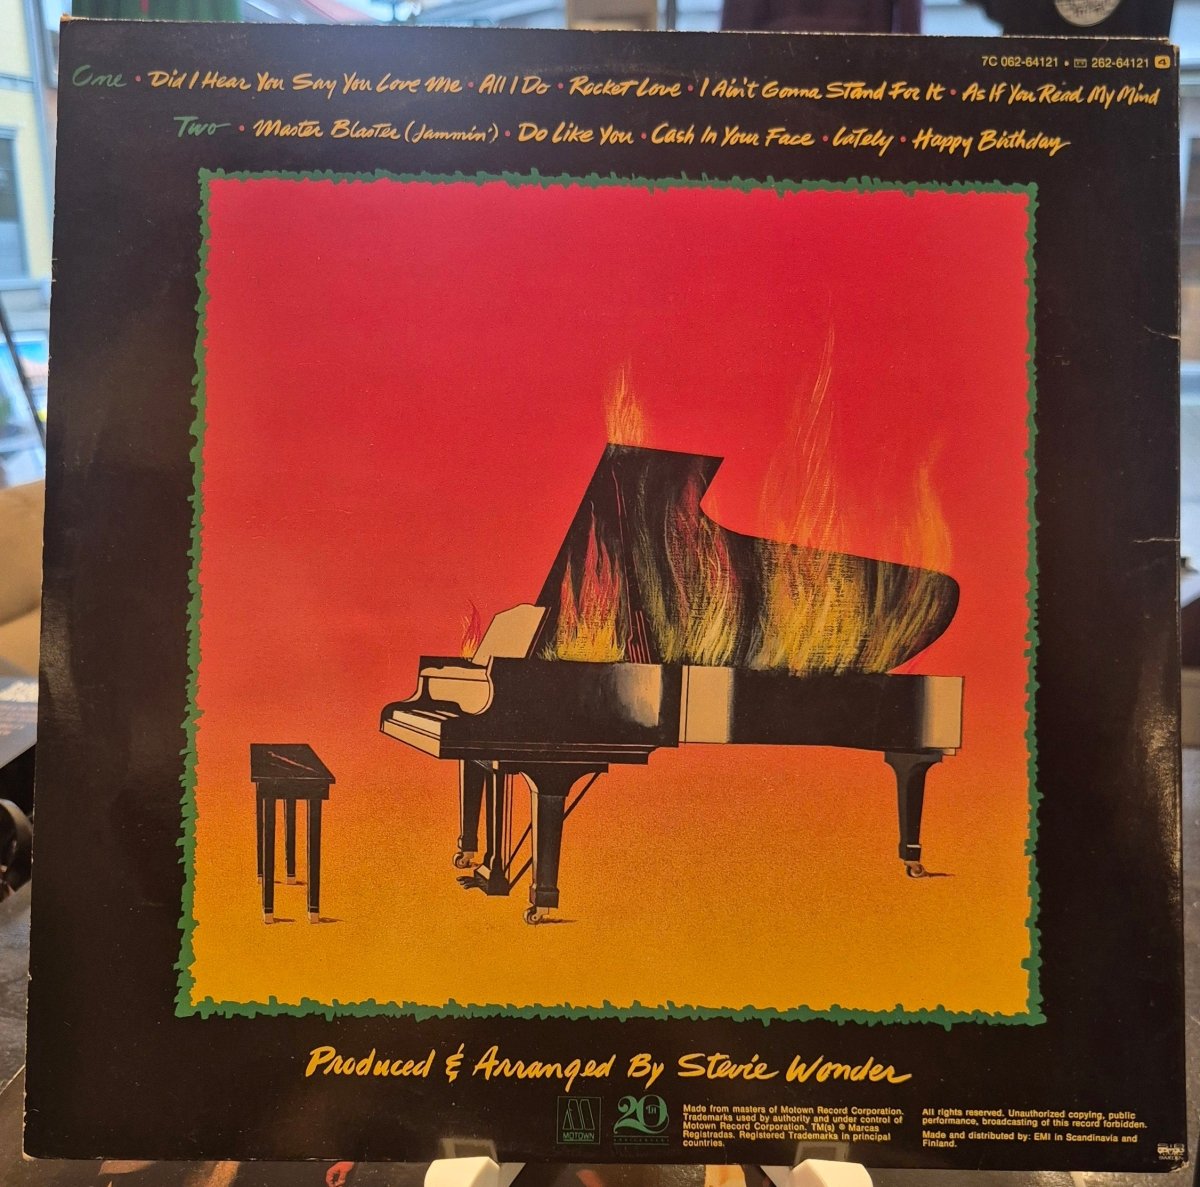 7C 062-64121 • 262-64121 4
One • Did I Hear You Say You Love Me • All I Do • Rocket Love • I Ain't Gonna Stand For It • As If You Read My Mind
Two • Master Blaster (Jammin') • Do Like You • Cash In Your Face • Lately • Happy Birthday
Produced & Arranged By Stevie Wonder
M
MOTOWN
20TH
ANNIVERSARY
Made from masters of Motown Record Corporation.
Trademarks used by authority and under control of
Motown Record Corporation. TM(s) ® Marcas
Registradas. Registered Trademarks in principal
countries.
All rights reserved. Unauthorized copying, public
performance, broadcasting of this record forbidden.
Made and distributed by: EMI in Scandinavia and
Finland.
SWEDEN